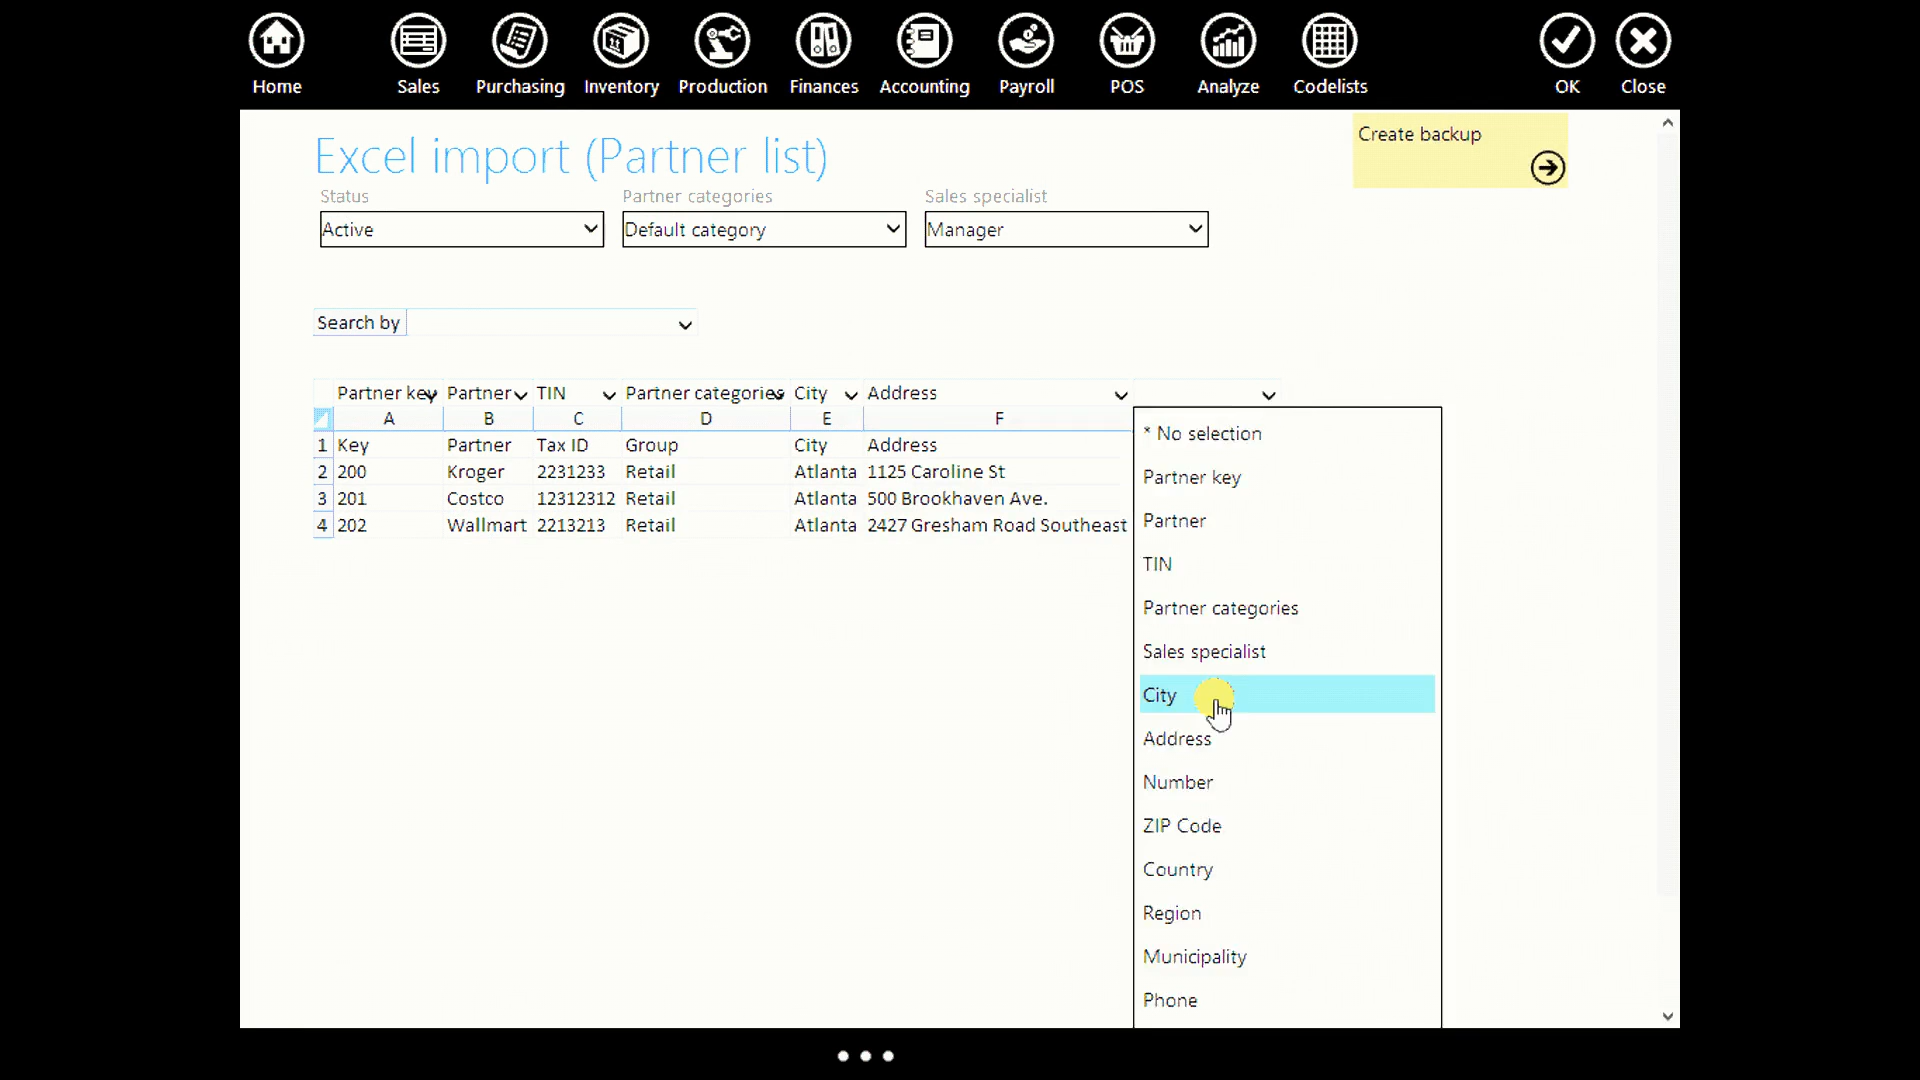 Home Sales Purchasing Inventory Production Finances Accounting Payroll POS Analyze Codelists OK Close
Create backup
Excel import (Partner list)
Status Partner categories Sales specialist
Active Default category Manager
Search by
Partner key Partner TIN Partner categories City Address
A B C D E F
* No selection
1 Key Partner Tax ID Group City Address
2 200 Kroger 2231233 Retail Atlanta 1125 Caroline St
Partner key
3 201 Costco 12312312 Retail Atlanta 500 Brookhaven Ave.
4 202 Wallmart 2213213 Retail Atlanta 2427 Gresham Road Southeast
Partner
TIN
Partner categories
Sales specialist
City
Address
Number
ZIP Code
Country
Region
Municipality
Phone